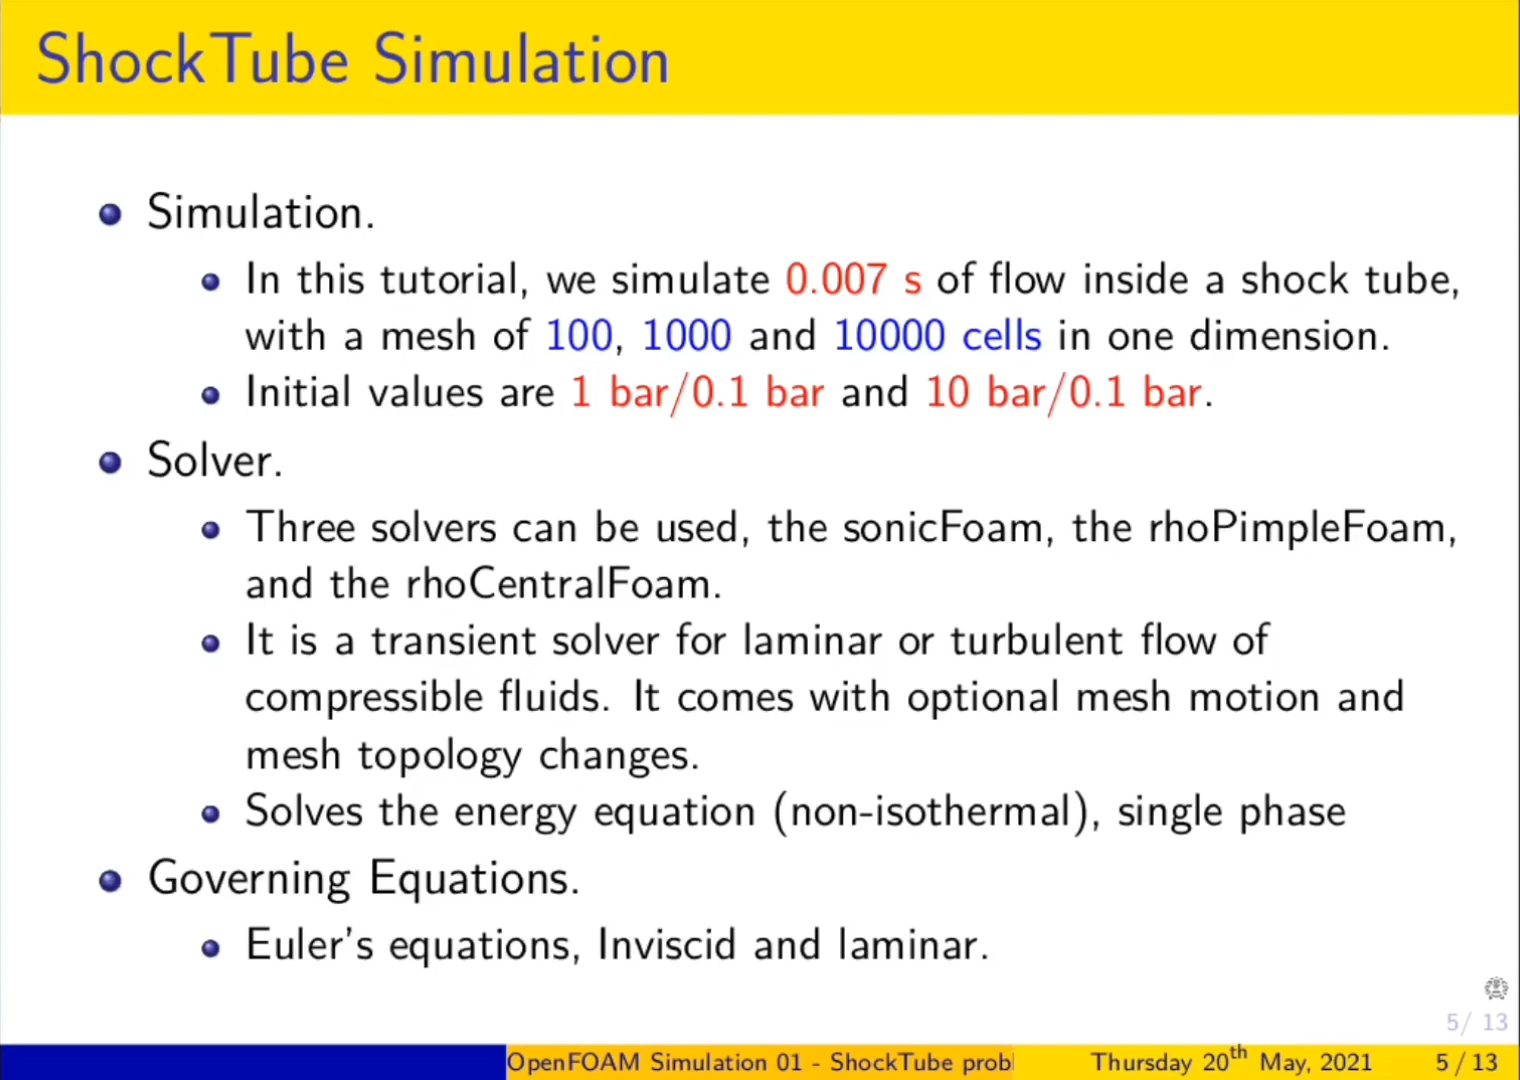 ShockTube Simulation
Simulation.
In this tutorial, we simulate 0.007 s of flow inside a shock tube,
with a mesh of 100, 1000 and 10000 cells in one dimension.
Initial values are 1 bar/0.1 bar and 10 bar/0.1 bar.
Solver.
Three solvers can be used, the sonicFoam, the rhoPimpleFoam,
and the rhoCentralFoam.
It is a transient solver for laminar or turbulent flow of
compressible fluids. It comes with optional mesh motion and
mesh topology changes.
Solves the energy equation (non-isothermal), single phase
Governing Equations.
Euler's equations, Inviscid and laminar.
5/ 13
OpenFOAM Simulation 01 - ShockTube probl Thursday 20th May, 2021 5 / 13